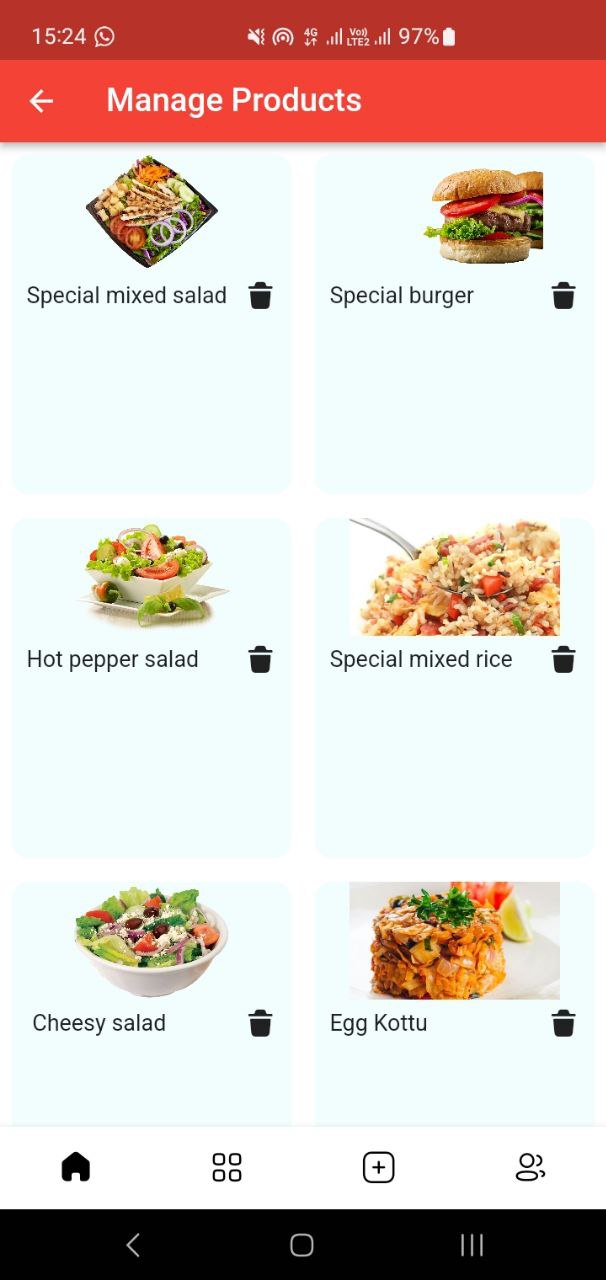 15:24 4G Vo)) LTE2 97%
Manage Products
Special mixed salad
Special burger
Hot pepper salad
Special mixed rice
Cheesy salad
Egg Kottu